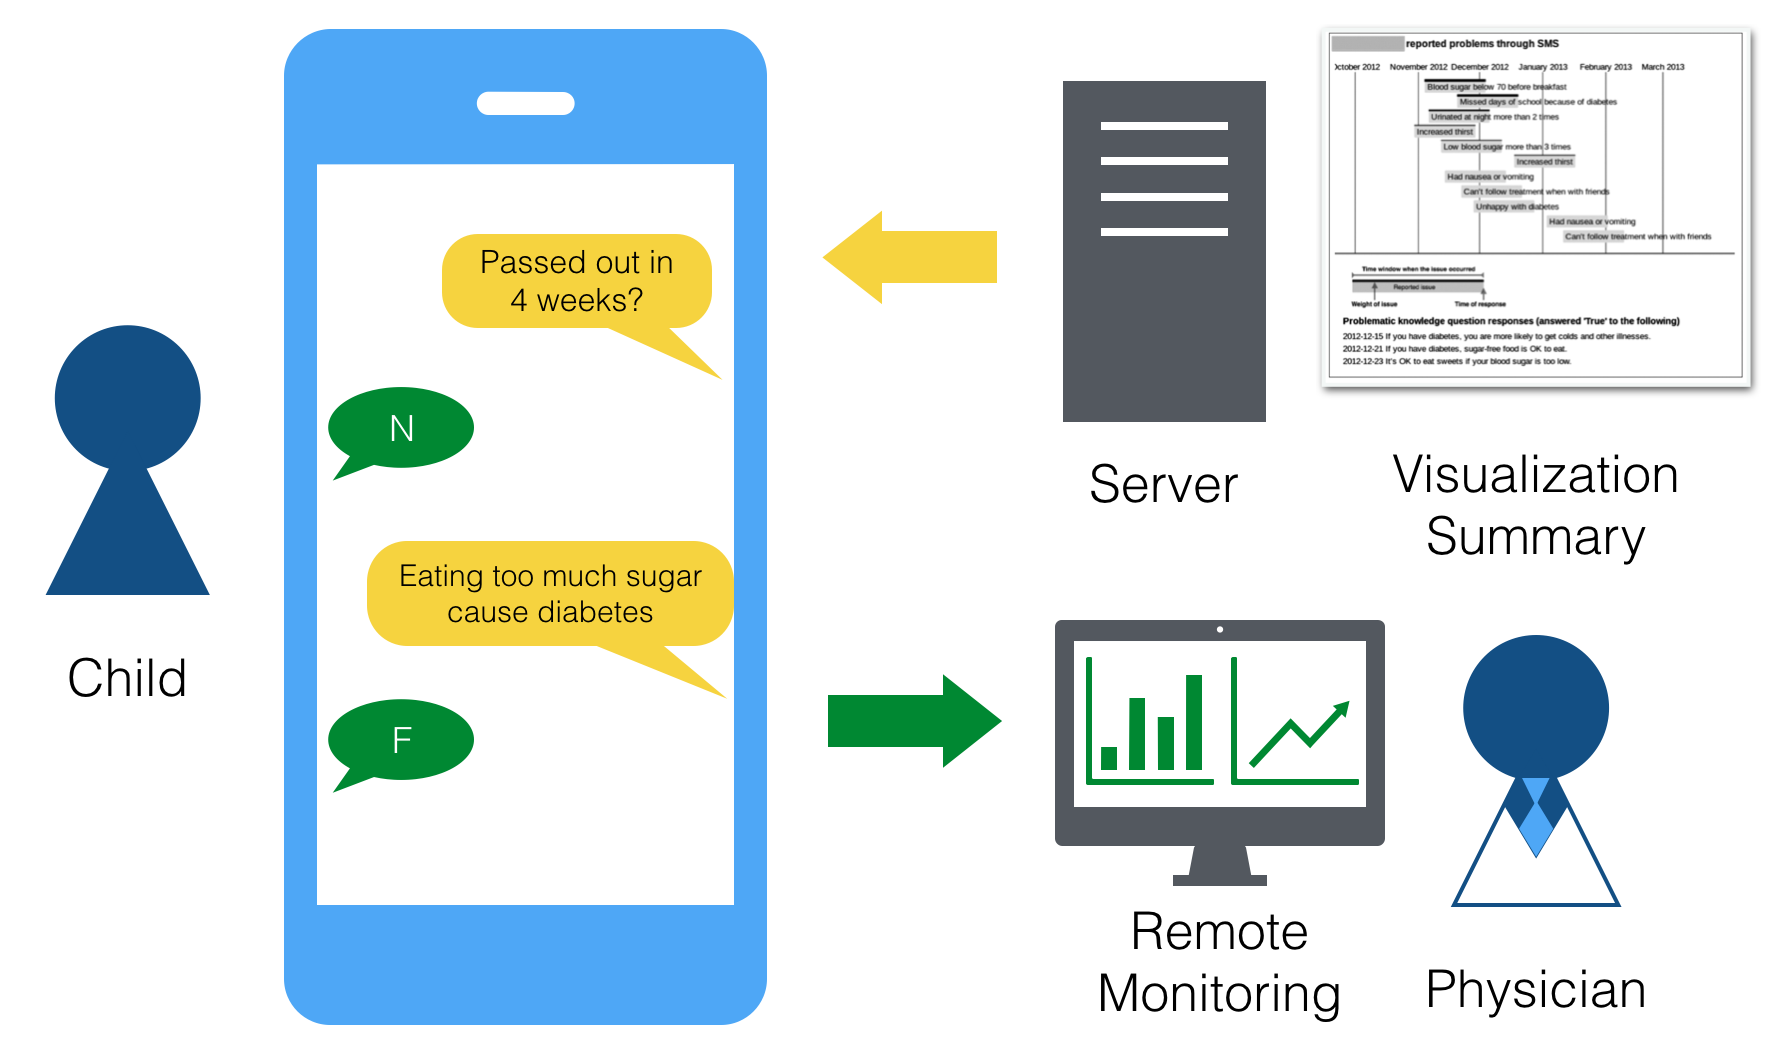 Passed out in
4 weeks?
N
Eating too much sugar
cause diabetes
F
Child
Server
reported problems through SMS
October 2012 November 2012 December 2012 January 2013 February 2013 March 2013
Blood sugar below 70 before breakfast
Missed days of school because of diabetes
Urinated at night more than 2 times
Increased thirst
Low blood sugar more than 3 times
Increased thirst
Had nausea or vomiting
Can't follow treatment when with friends
Unhappy with diabetes
Had nausea or vomiting
Can't follow treatment when with friends
Time window when the issue occurred
Reported issue
Weight of issue Time of response
Problematic knowledge question responses (answered 'True' to the following)
2012-12-15 If you have diabetes, you are more likely to get colds and other illnesses.
2012-12-21 If you have diabetes, sugar-free food is OK to eat.
2012-12-23 It's OK to eat sweets if your blood sugar is too low.
Visualization
Summary
Remote
Monitoring
Physician